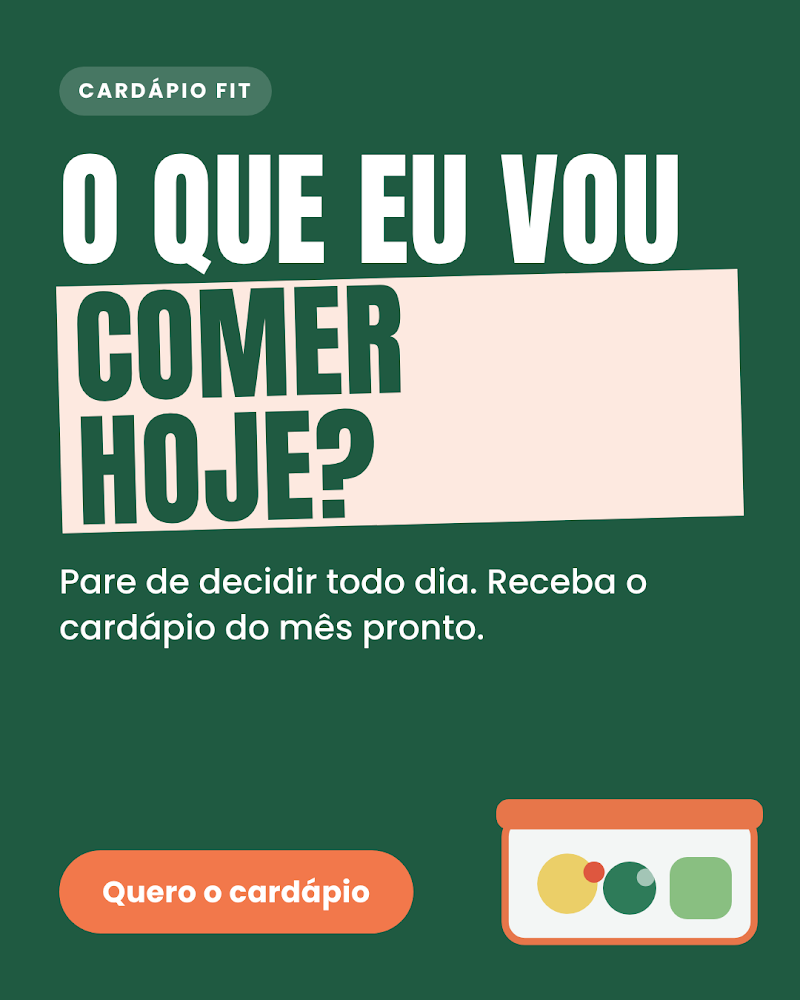 CARDÁPIO FIT
O QUE EU VOU
COMER
HOJE?
Pare de decidir todo dia. Receba o
cardápio do mês pronto.
Quero o cardápio